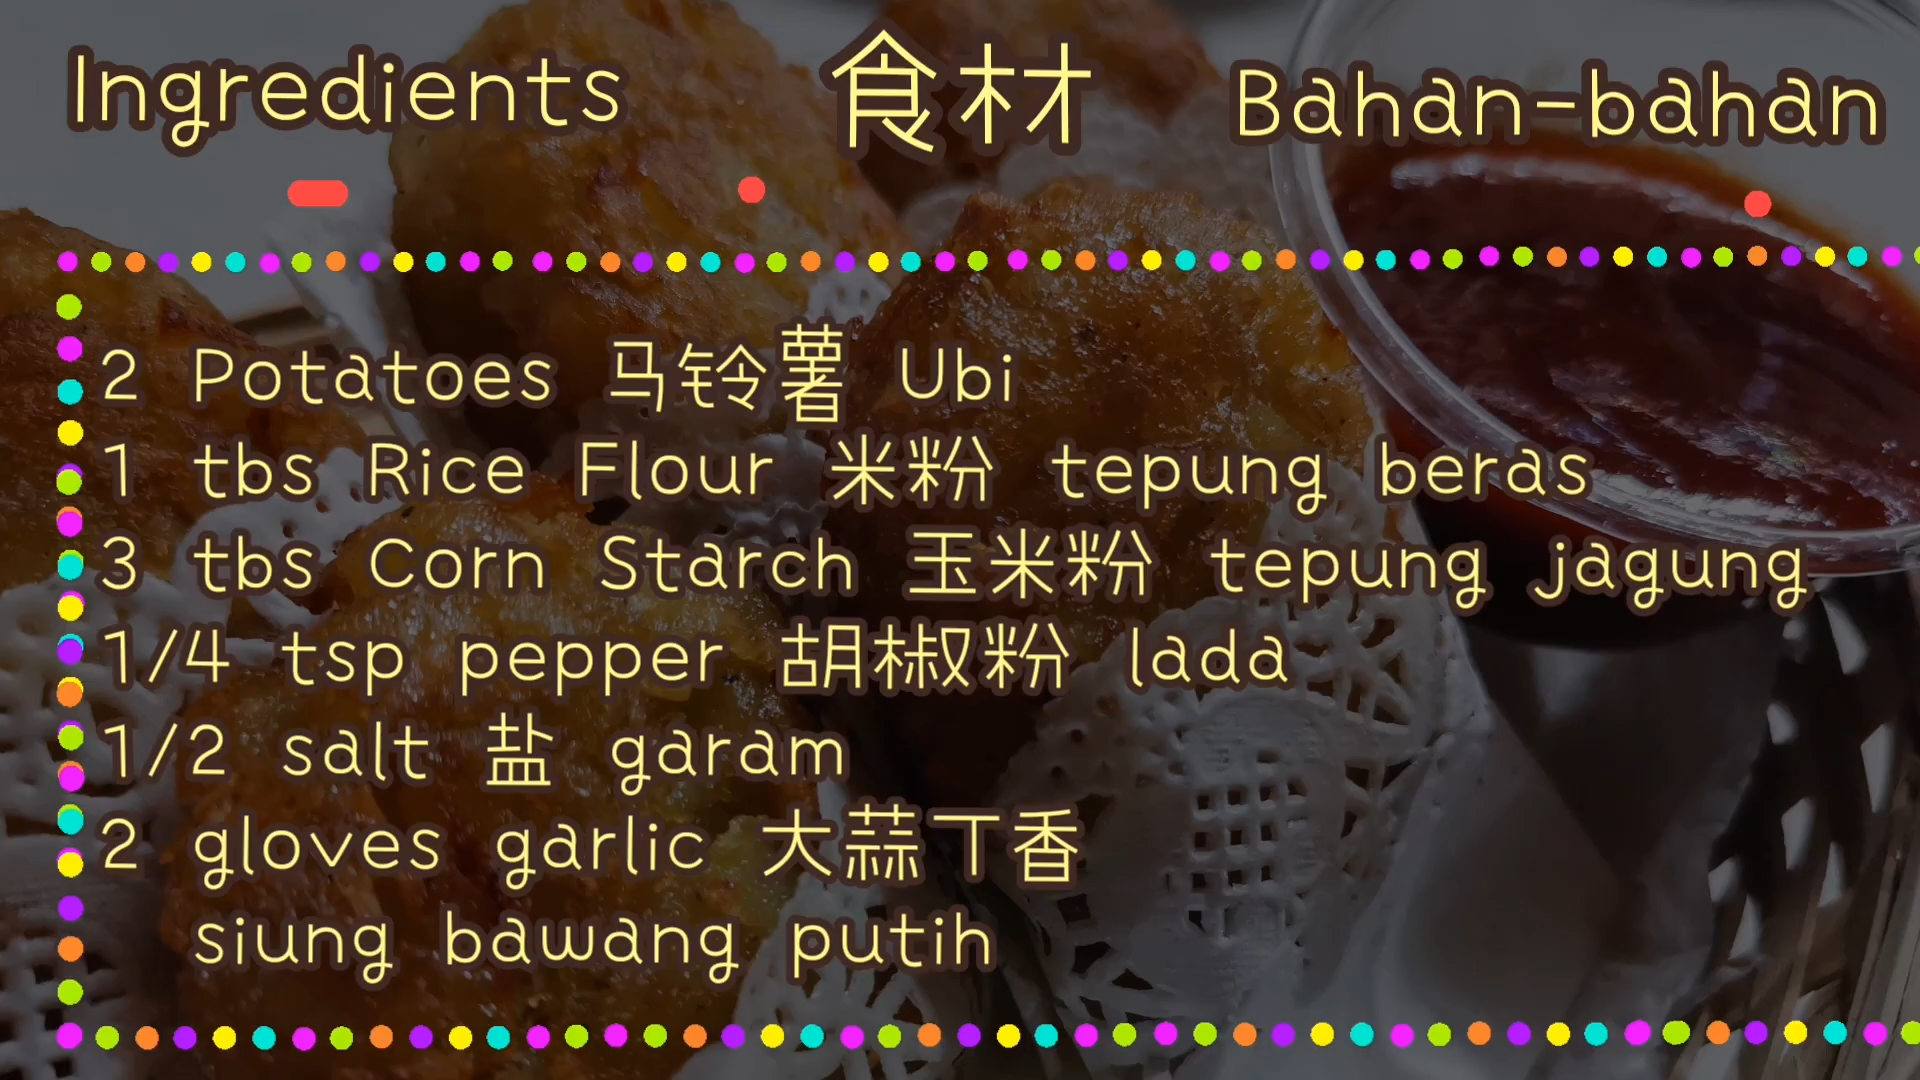 Ingredients 食材 Bahan-bahan
2 Potatoes 马铃薯 Ubi
1 tbs Rice Flour 米粉 tepung beras
3 tbs Corn Starch 玉米粉 tepung jagung
1/4 tsp pepper 胡椒粉 lada
1/2 salt 盐 garam
2 gloves garlic 大蒜丁香
siung bawang putih